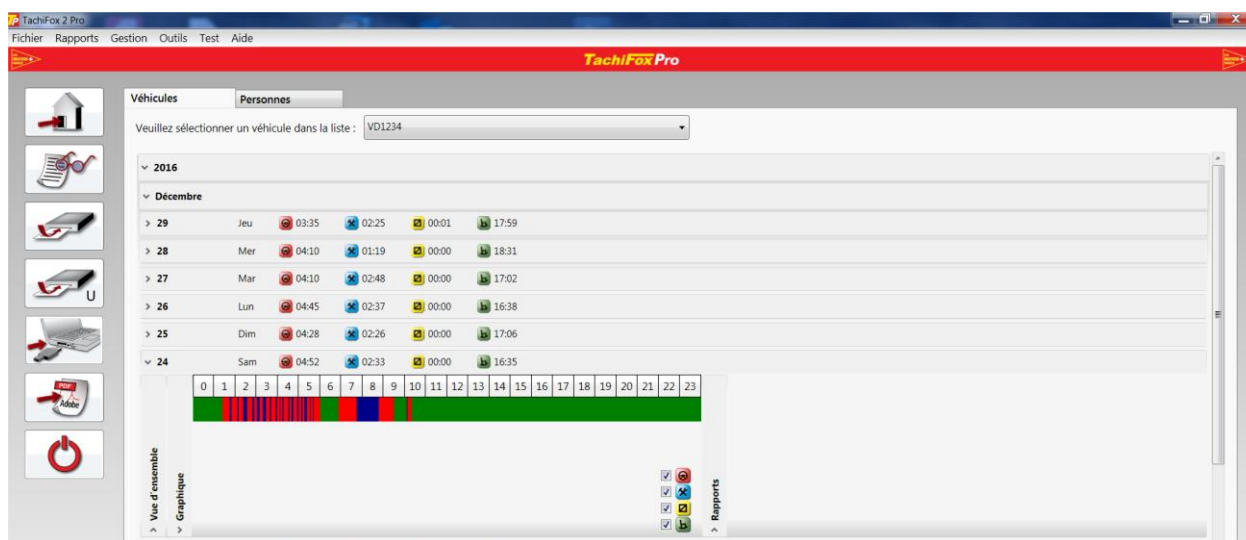 TachiFox 2 Pro
Fichier Rapports Gestion Outils Test Aide
TachiFoxPro
Véhicules Personnes
Veuillez sélectionner un véhicule dans la liste : VD1234
2016
Décembre
29 Jeu 03:35 02:25 00:01 17:59
28 Mer 04:10 01:19 00:00 18:31
27 Mar 04:10 02:48 00:00 17:02
26 Lun 04:45 02:37 00:00 16:38
25 Dim 04:28 02:26 00:00 17:06
24 Sam 04:52 02:33 00:00 16:35
0 1 2 3 4 5 6 7 8 9 10 11 12 13 14 15 16 17 18 19 20 21 22 23
Vue d'ensemble
Graphique
Rapports
U
PDF
Adobe